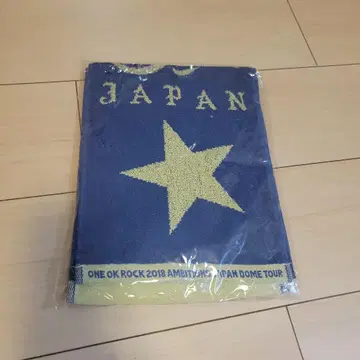 JAPAN
ONE OK ROCK 2018 AMBITIONS JAPAN DOME TOUR